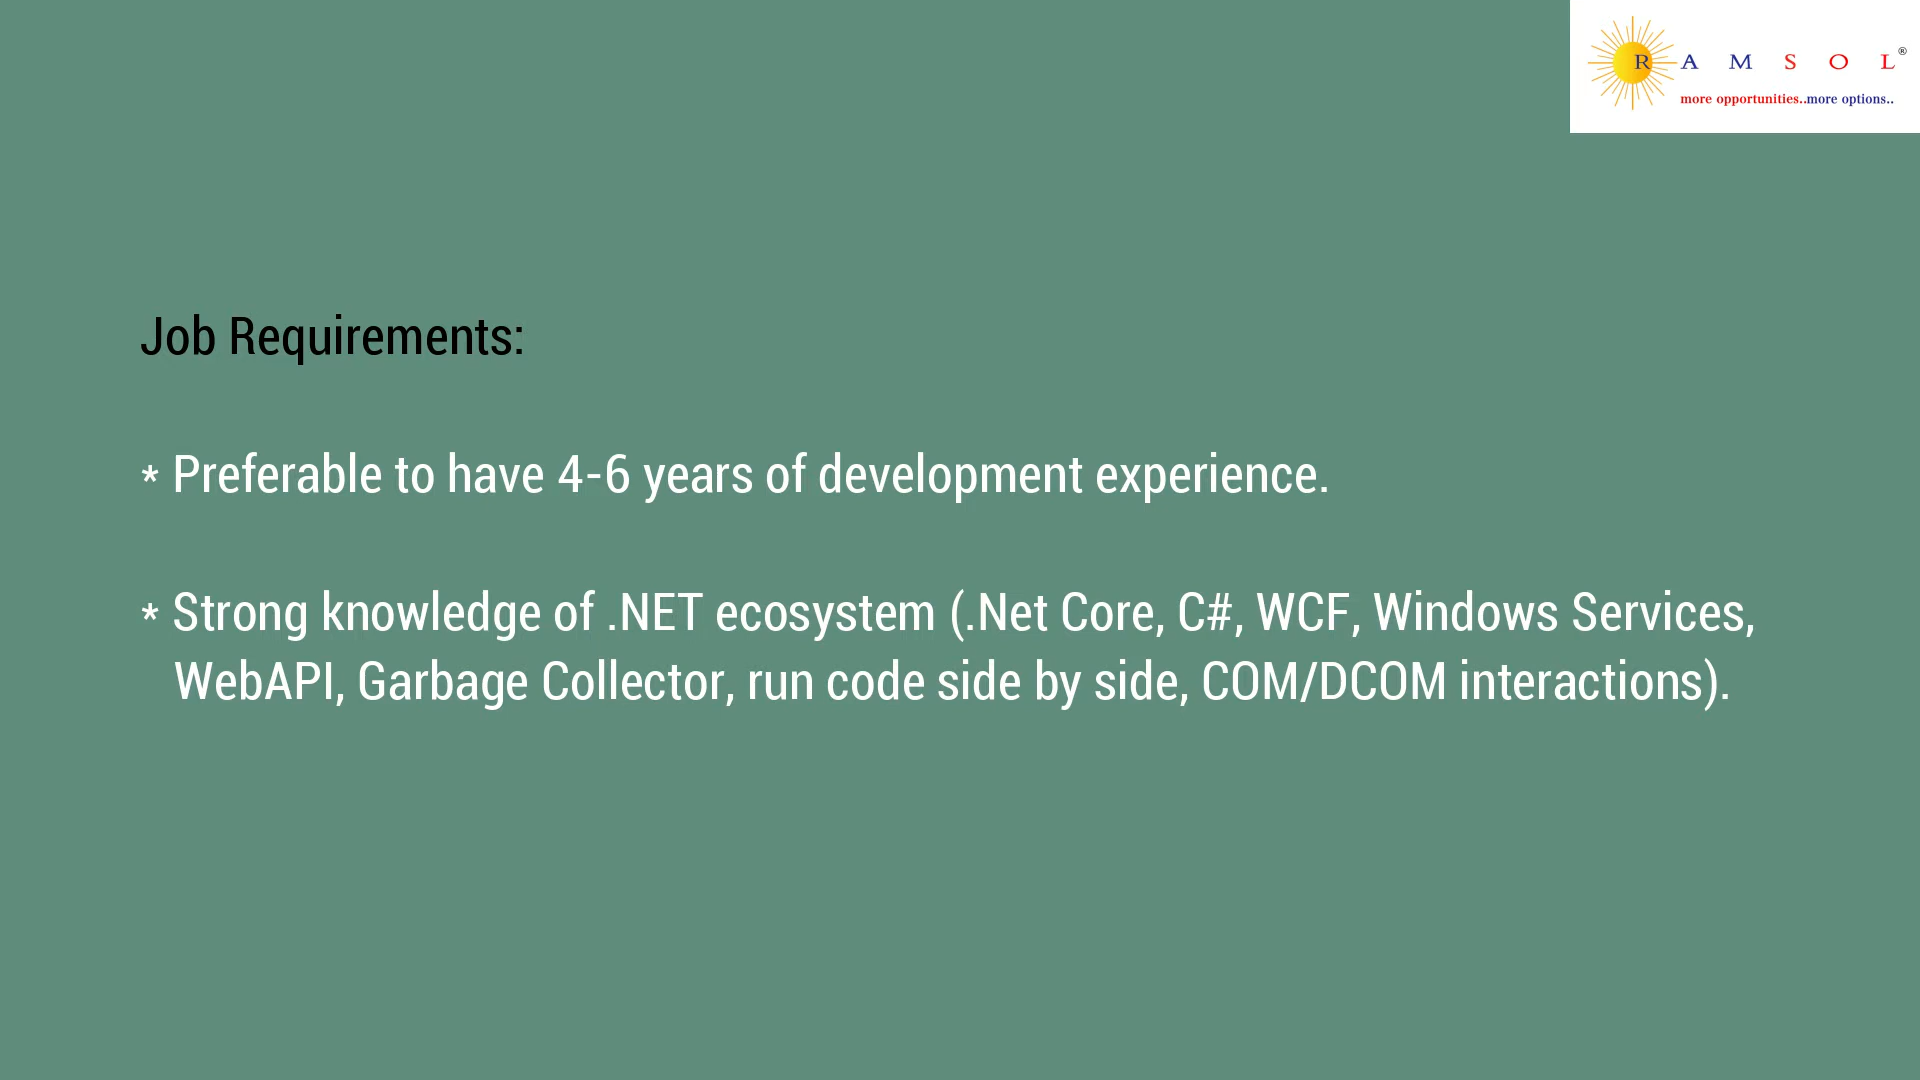 R A M S O L ®
more opportunities..more options..
Job Requirements:
* Preferable to have 4-6 years of development experience.
* Strong knowledge of .NET ecosystem (.Net Core, C#, WCF, Windows Services,
WebAPI, Garbage Collector, run code side by side, COM/DCOM interactions).